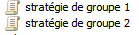 stratégie de groupe 1
stratégie de groupe 2